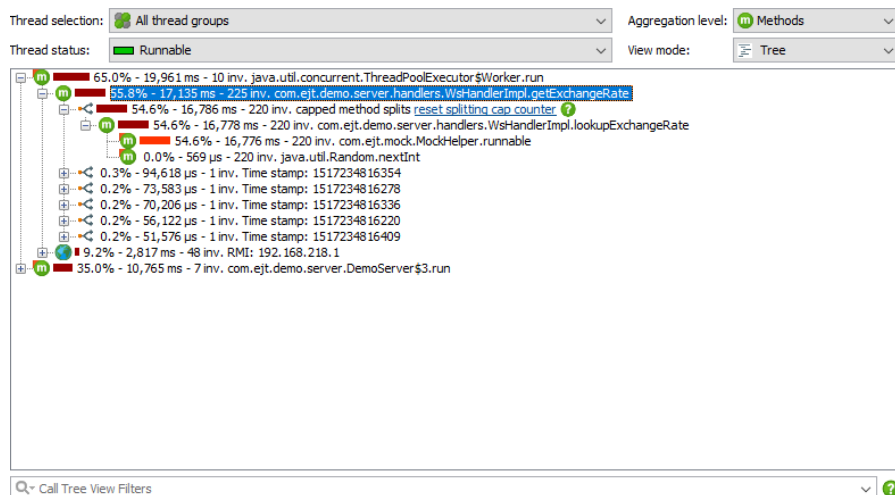 Thread selection: All thread groups Aggregation level: Methods
Thread status: Runnable View mode: Tree
65.0% - 19,961 ms - 10 inv. java.util.concurrent.ThreadPoolExecutor$Worker.run
55.8% - 17,135 ms - 225 inv. com.ejt.demo.server.handlers.WsHandlerImpl.getExchangeRate
54.6% - 16,786 ms - 220 inv. capped method splits reset splitting cap counter ?
54.6% - 16,778 ms - 220 inv. com.ejt.demo.server.handlers.WsHandlerImpl.lookupExchangeRate
54.6% - 16,776 ms - 220 inv. com.ejt.mock.MockHelper.runnable
0.0% - 569 µs - 220 inv. java.util.Random.nextInt
0.3% - 94,618 µs - 1 inv. Time stamp: 1517234816354
0.2% - 73,583 µs - 1 inv. Time stamp: 1517234816278
0.2% - 70,206 µs - 1 inv. Time stamp: 1517234816336
0.2% - 56,122 µs - 1 inv. Time stamp: 1517234816220
0.2% - 51,576 µs - 1 inv. Time stamp: 1517234816409
9.2% - 2,817 ms - 48 inv. RMI: 192.168.218.1
35.0% - 10,765 ms - 7 inv. com.ejt.demo.server.DemoServer$3.run
Call Tree View Filters